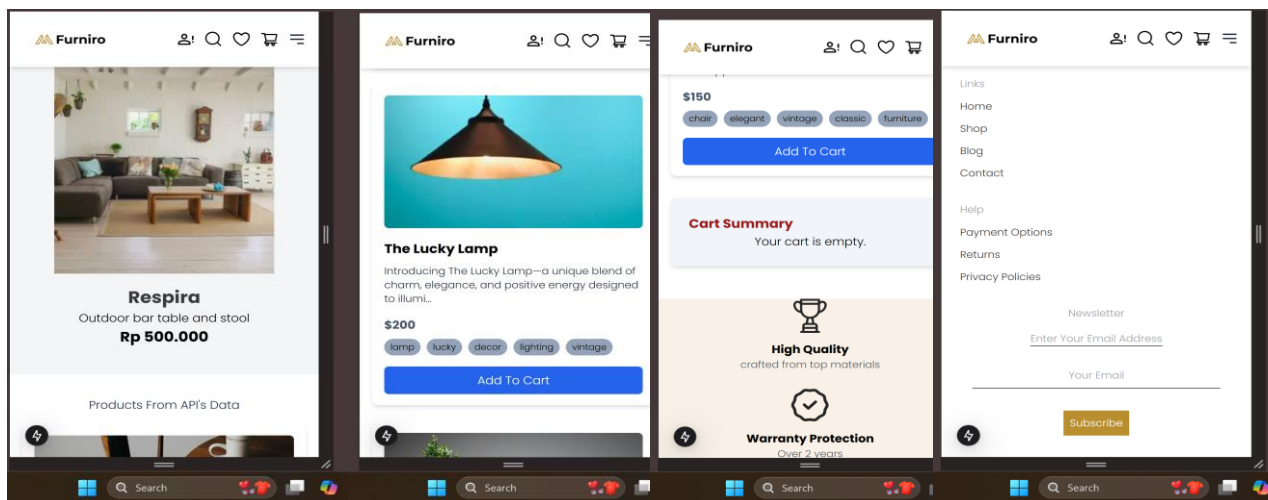 Furniro
Respira
Outdoor bar table and stool
Rp 500.000
Products From API's Data
Search
Furniro
The Lucky Lamp
Introducing The Lucky Lamp—a unique blend of
charm, elegance, and positive energy designed
to illumi...
$200
lamp lucky decor lighting vintage
Add To Cart
Search
Furniro
$150
chair elegant vintage classic furniture
Add To Cart
Cart Summary
Your cart is empty.
High Quality
crafted from top materials
Warranty Protection
Over 2 years
Search
Furniro
Links
Home
Shop
Blog
Contact
Help
Payment Options
Returns
Privacy Policies
Newsletter
Enter Your Email Address
Your Email
Subscribe
Search